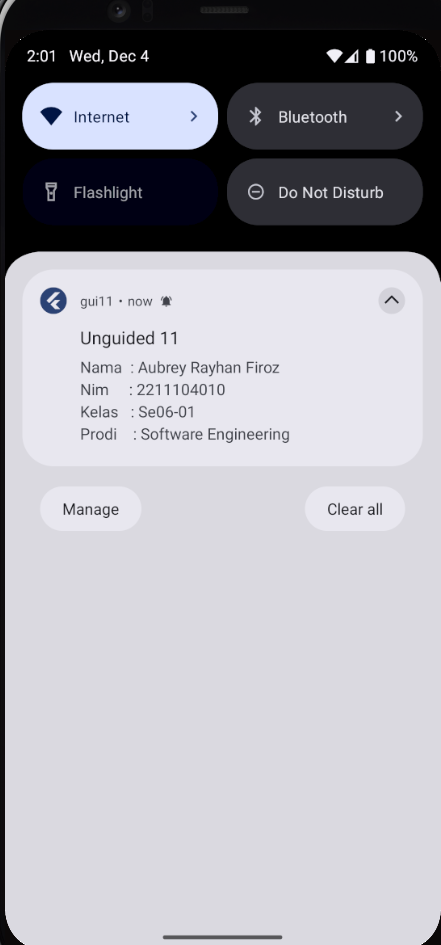 2:01 Wed, Dec 4 100%
Internet Bluetooth
Flashlight Do Not Disturb
gui11 • now
Unguided 11
Nama : Aubrey Rayhan Firoz
Nim : 2211104010
Kelas : Se06-01
Prodi : Software Engineering
Manage Clear all